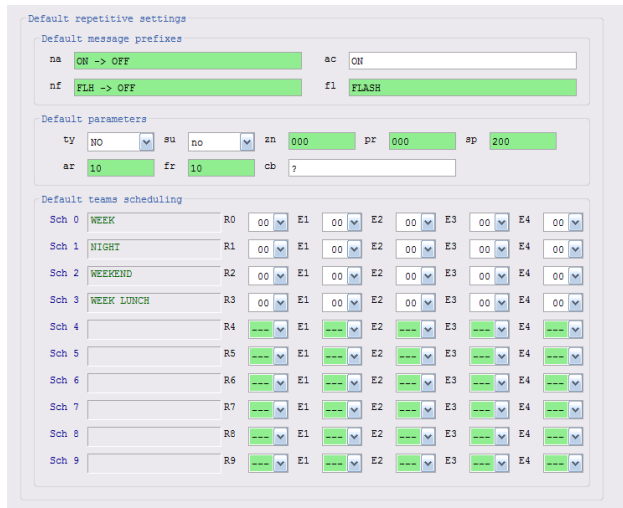 Default repetitive settings
Default message prefixes
na ON -> OFF ac ON
nf FLH -> OFF fl FLASH
Default parameters
ty NO su no zn 000 pr 000 sp 200
ar 10 fr 10 cb ?
Default teams scheduling
Sch 0 WEEK R0 00 E1 00 E2 00 E3 00 E4 00
Sch 1 NIGHT R1 00 E1 00 E2 00 E3 00 E4 00
Sch 2 WEEKEND R2 00 E1 00 E2 00 E3 00 E4 00
Sch 3 WEEK LUNCH R3 00 E1 00 E2 00 E3 00 E4 00
Sch 4 R4 --- E1 --- E2 --- E3 --- E4 ---
Sch 5 R5 --- E1 --- E2 --- E3 --- E4 ---
Sch 6 R6 --- E1 --- E2 --- E3 --- E4 ---
Sch 7 R7 --- E1 --- E2 --- E3 --- E4 ---
Sch 8 R8 --- E1 --- E2 --- E3 --- E4 ---
Sch 9 R9 --- E1 --- E2 --- E3 --- E4 ---